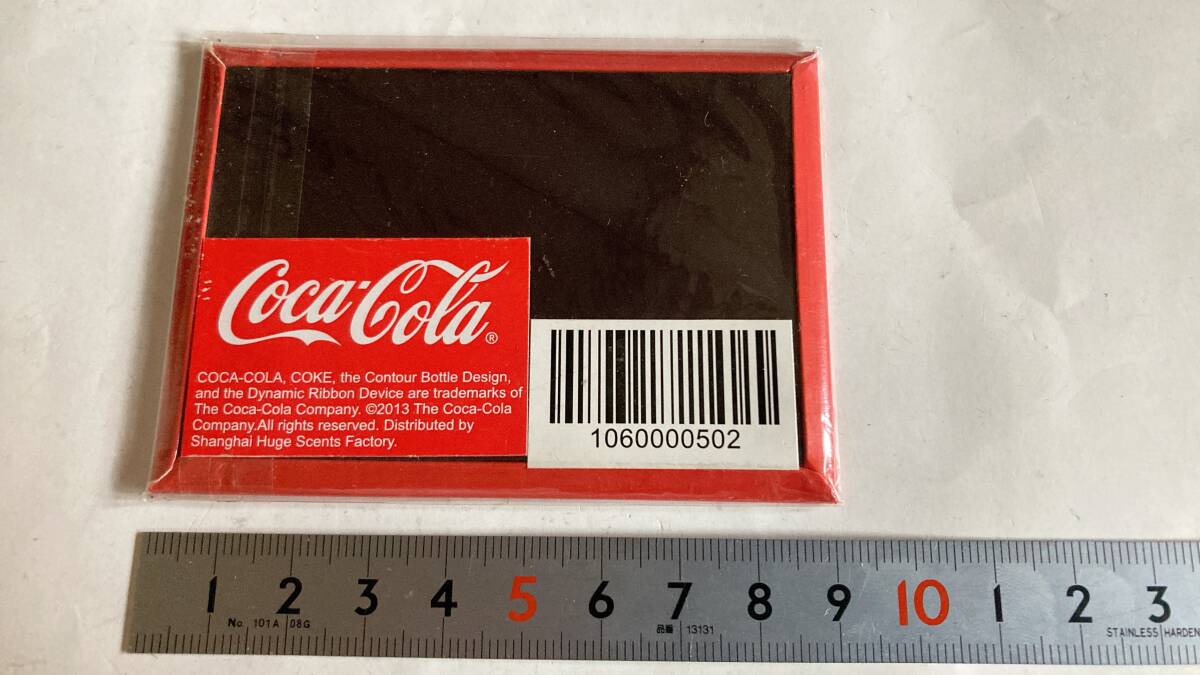 Coca-Cola®
COCA-COLA, COKE, the Contour Bottle Design,
and the Dynamic Ribbon Device are trademarks of
The Coca-Cola Company. ©2013 The Coca-Cola
Company.All rights reserved. Distributed by
Shanghai Huge Scents Factory.
1060000502
1 2 3 4 5 6 7 8 9 10 1 2 3
No. 101A 08G 品番 13131 STAINLESS HARDEN